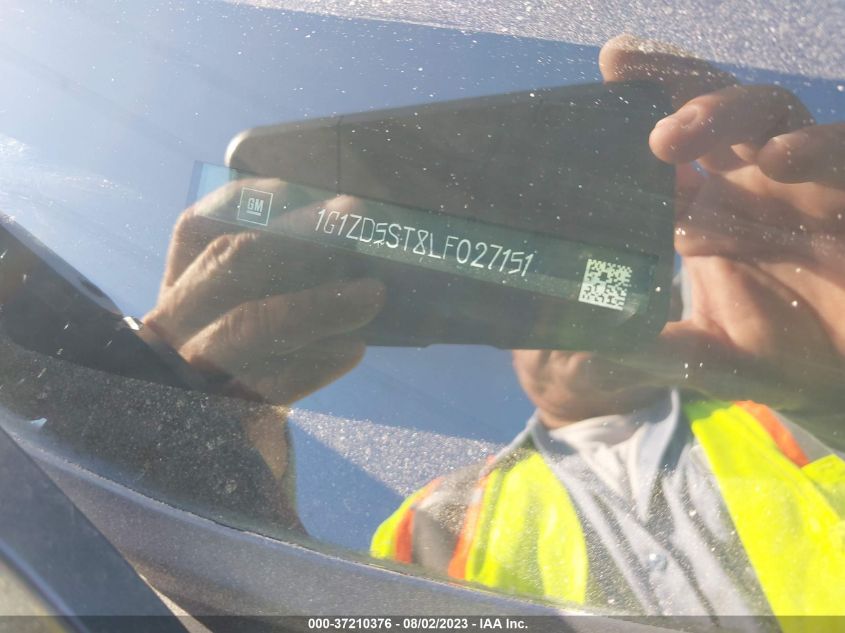 GM
1G1ZD5ST8LF027151
000-37210376 - 08/02/2023 - IAA Inc.